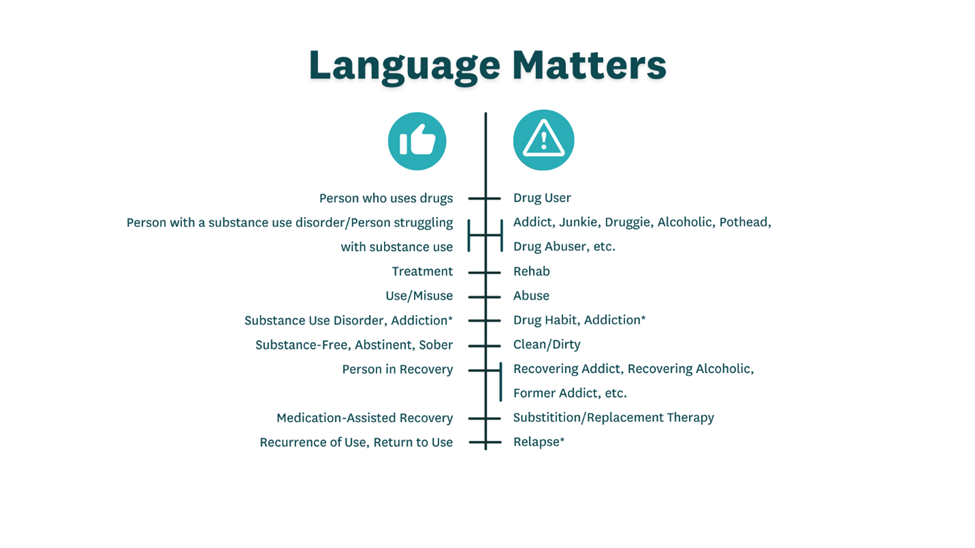 Language Matters
Person who uses drugs
Drug User
Person with a substance use disorder/Person struggling
with substance use
Addict, Junkie, Druggie, Alcoholic, Pothead,
Drug Abuser, etc.
Treatment
Rehab
Use/Misuse
Abuse
Substance Use Disorder, Addiction*
Drug Habit, Addiction*
Substance-Free, Abstinent, Sober
Clean/Dirty
Person in Recovery
Recovering Addict, Recovering Alcoholic,
Former Addict, etc.
Medication-Assisted Recovery
Substitition/Replacement Therapy
Recurrence of Use, Return to Use
Relapse*